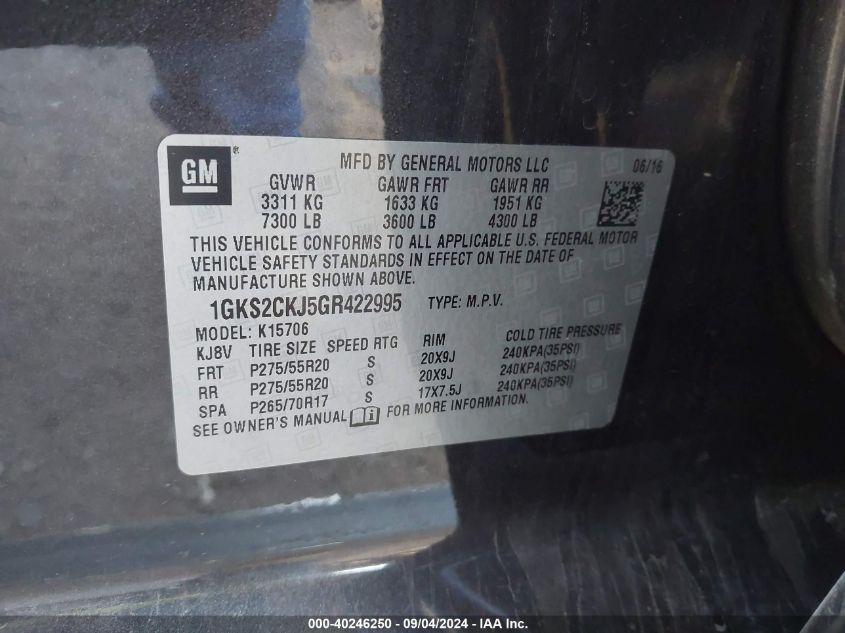 GM
MFD BY GENERAL MOTORS LLC 06/16
GVWR GAWR FRT GAWR RR
3311 KG 1633 KG 1951 KG
7300 LB 3600 LB 4300 LB
THIS VEHICLE CONFORMS TO ALL APPLICABLE U.S. FEDERAL MOTOR
VEHICLE SAFETY STANDARDS IN EFFECT ON THE DATE OF
MANUFACTURE SHOWN ABOVE.
1GKS2CKJ5GR422995 TYPE: M.P.V.
MODEL: K15706
KJ8V TIRE SIZE SPEED RTG RIM COLD TIRE PRESSURE
FRT P275/55R20 S 20X9J 240KPA(35PSI)
RR P275/55R20 S 20X9J 240KPA(35PSI)
SPA P265/70R17 S 17X7.5J 240KPA(35PSI)
SEE OWNER'S MANUAL i FOR MORE INFORMATION.
000-40246250 - 09/04/2024 - IAA Inc.